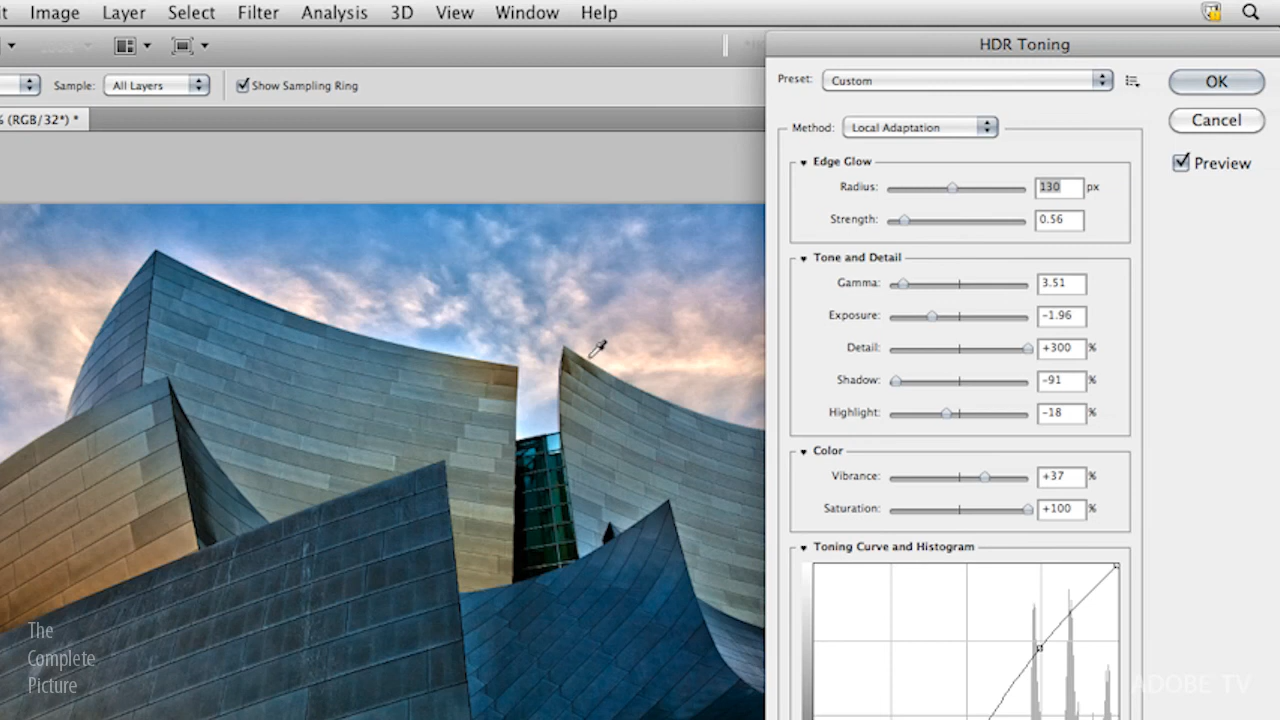 it Image Layer Select Filter Analysis 3D View Window Help
HDR Toning
Sample: All Layers Show Sampling Ring
Preset: Custom OK
% (RGB/32*) *
Method: Local Adaptation Cancel
Preview
Edge Glow
Radius: 130 px
Strength: 0.56
Tone and Detail
Gamma: 3.51
Exposure: -1.96
Detail: +300 %
Shadow: -91 %
Highlight: -18 %
Color
Vibrance: +37 %
Saturation: +100 %
Toning Curve and Histogram
The
Complete
Picture
ADOBE TV